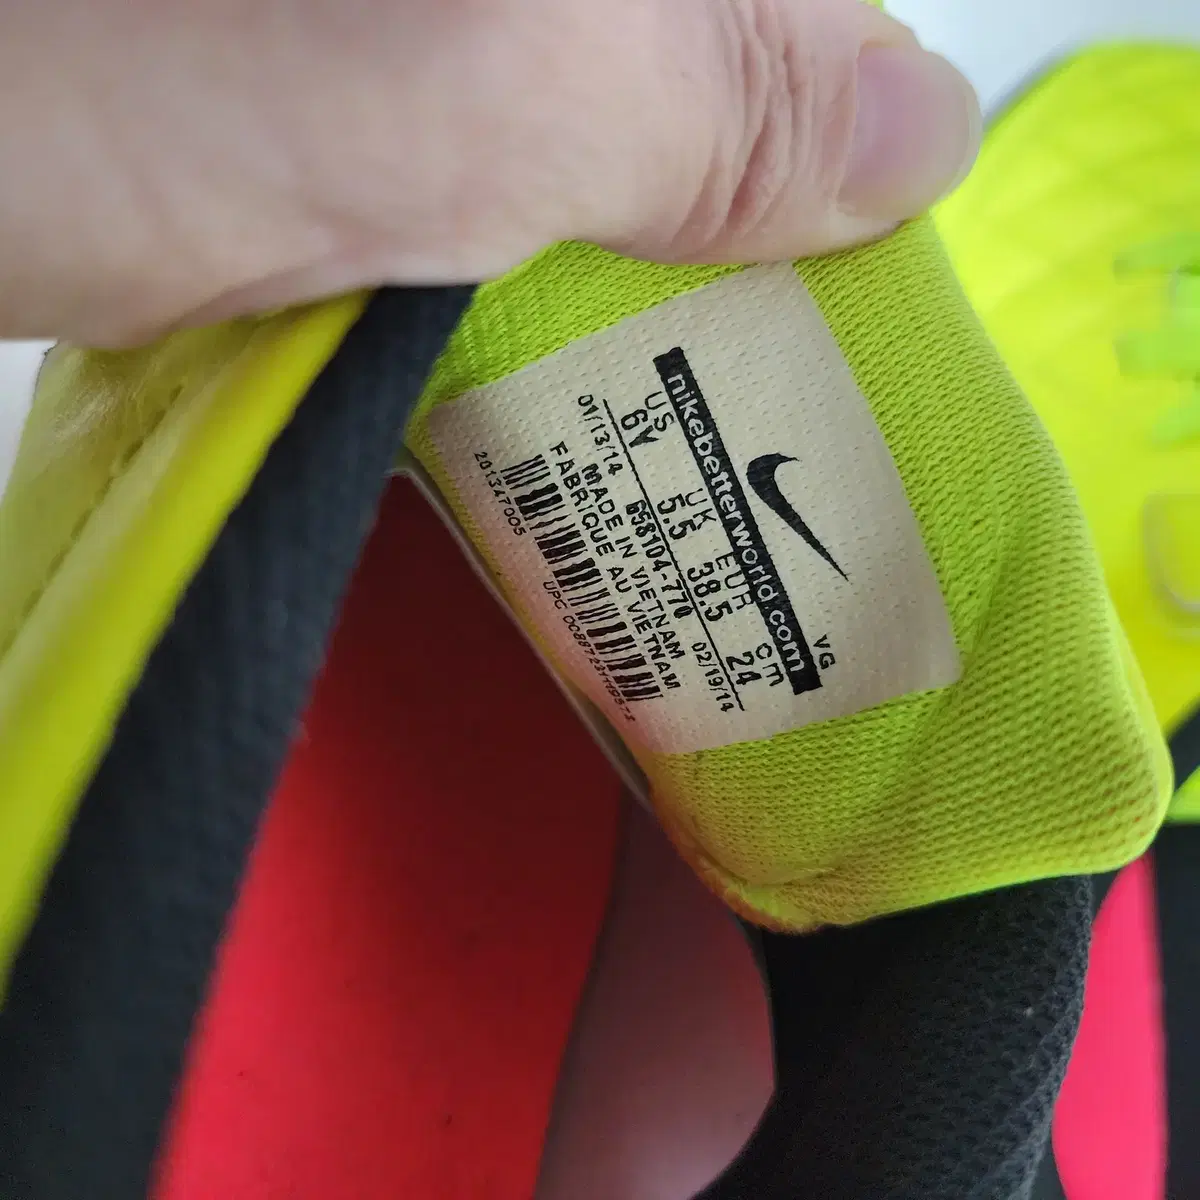 VG
nikebetterworld.com
US UK EUR cm
6Y 5.5 38.5 24
01/13/14 658104-770 02/19/14
MADE IN VIETNAM
FABRIQUE AU VIETNAM
201347005
UPC